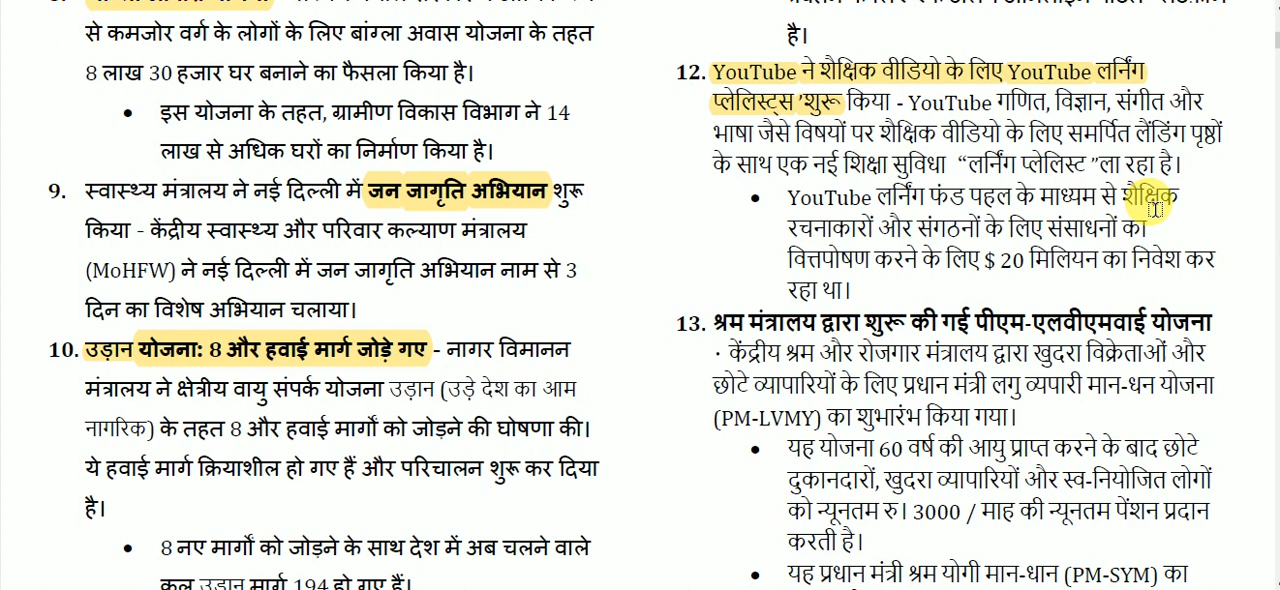 से कमजोर वर्ग के लोगों के लिए बांग्ला अवास योजना के तहत
8 लाख 30 हजार घर बनाने का फैसला किया है।
• इस योजना के तहत, ग्रामीण विकास विभाग ने 14
लाख से अधिक घरों का निर्माण किया है।
9. स्वास्थ्य मंत्रालय ने नई दिल्ली में जन जागृति अभियान शुरू
किया - केंद्रीय स्वास्थ्य और परिवार कल्याण मंत्रालय
(MoHFW) ने नई दिल्ली में जन जागृति अभियान नाम से 3
दिन का विशेष अभियान चलाया।
10. उड़ान योजना: 8 और हवाई मार्ग जोड़े गए - नागर विमानन
मंत्रालय ने क्षेत्रीय वायु संपर्क योजना उड़ान (उड़े देश का आम
नागरिक) के तहत 8 और हवाई मार्गों को जोड़ने की घोषणा की।
ये हवाई मार्ग क्रियाशील हो गए हैं और परिचालन शुरू कर दिया
है।
• 8 नए मार्गों को जोड़ने के साथ देश में अब चलने वाले
कुल उड़ान मार्ग 194 हो गए हैं।
है।
12. YouTube ने शैक्षिक वीडियो के लिए YouTube लर्निंग
प्लेलिस्ट्स 'शुरू किया - YouTube गणित, विज्ञान, संगीत और
भाषा जैसे विषयों पर शैक्षिक वीडियो के लिए समर्पित लैंडिंग पृष्ठों
के साथ एक नई शिक्षा सुविधा “लर्निंग प्लेलिस्ट ”ला रहा है।
• YouTube लर्निंग फंड पहल के माध्यम से शैक्षिक
रचनाकारों और संगठनों के लिए संसाधनों का
वित्तपोषण करने के लिए $ 20 मिलियन का निवेश कर
रहा था।
13. श्रम मंत्रालय द्वारा शुरू की गई पीएम-एलवीएमवाई योजना
· केंद्रीय श्रम और रोजगार मंत्रालय द्वारा खुदरा विक्रेताओं और
छोटे व्यापारियों के लिए प्रधान मंत्री लगु व्यपारी मान-धन योजना
(PM-LVMY) का शुभारंभ किया गया।
• यह योजना 60 वर्ष की आयु प्राप्त करने के बाद छोटे
दुकानदारों, खुदरा व्यापारियों और स्व-नियोजित लोगों
को न्यूनतम रु। 3000 / माह की न्यूनतम पेंशन प्रदान
करती है।
• यह प्रधान मंत्री श्रम योगी मान-धान (PM-SYM) का